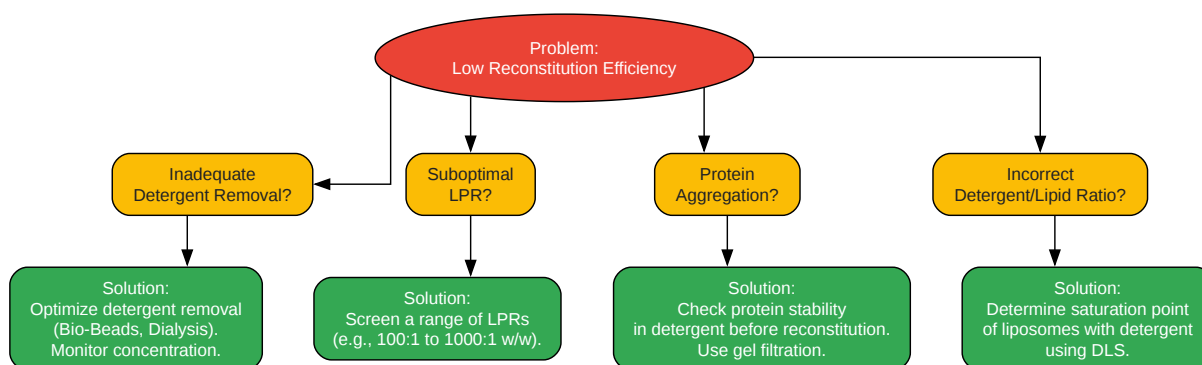 Problem:
Low Reconstitution Efficiency
Inadequate
Detergent Removal?
Suboptimal
LPR?
Protein
Aggregation?
Incorrect
Detergent/Lipid Ratio?
Solution:
Optimize detergent removal
(Bio-Beads, Dialysis).
Monitor concentration.
Solution:
Screen a range of LPRs
(e.g., 100:1 to 1000:1 w/w).
Solution:
Check protein stability
in detergent before reconstitution.
Use gel filtration.
Solution:
Determine saturation point
of liposomes with detergent
using DLS.